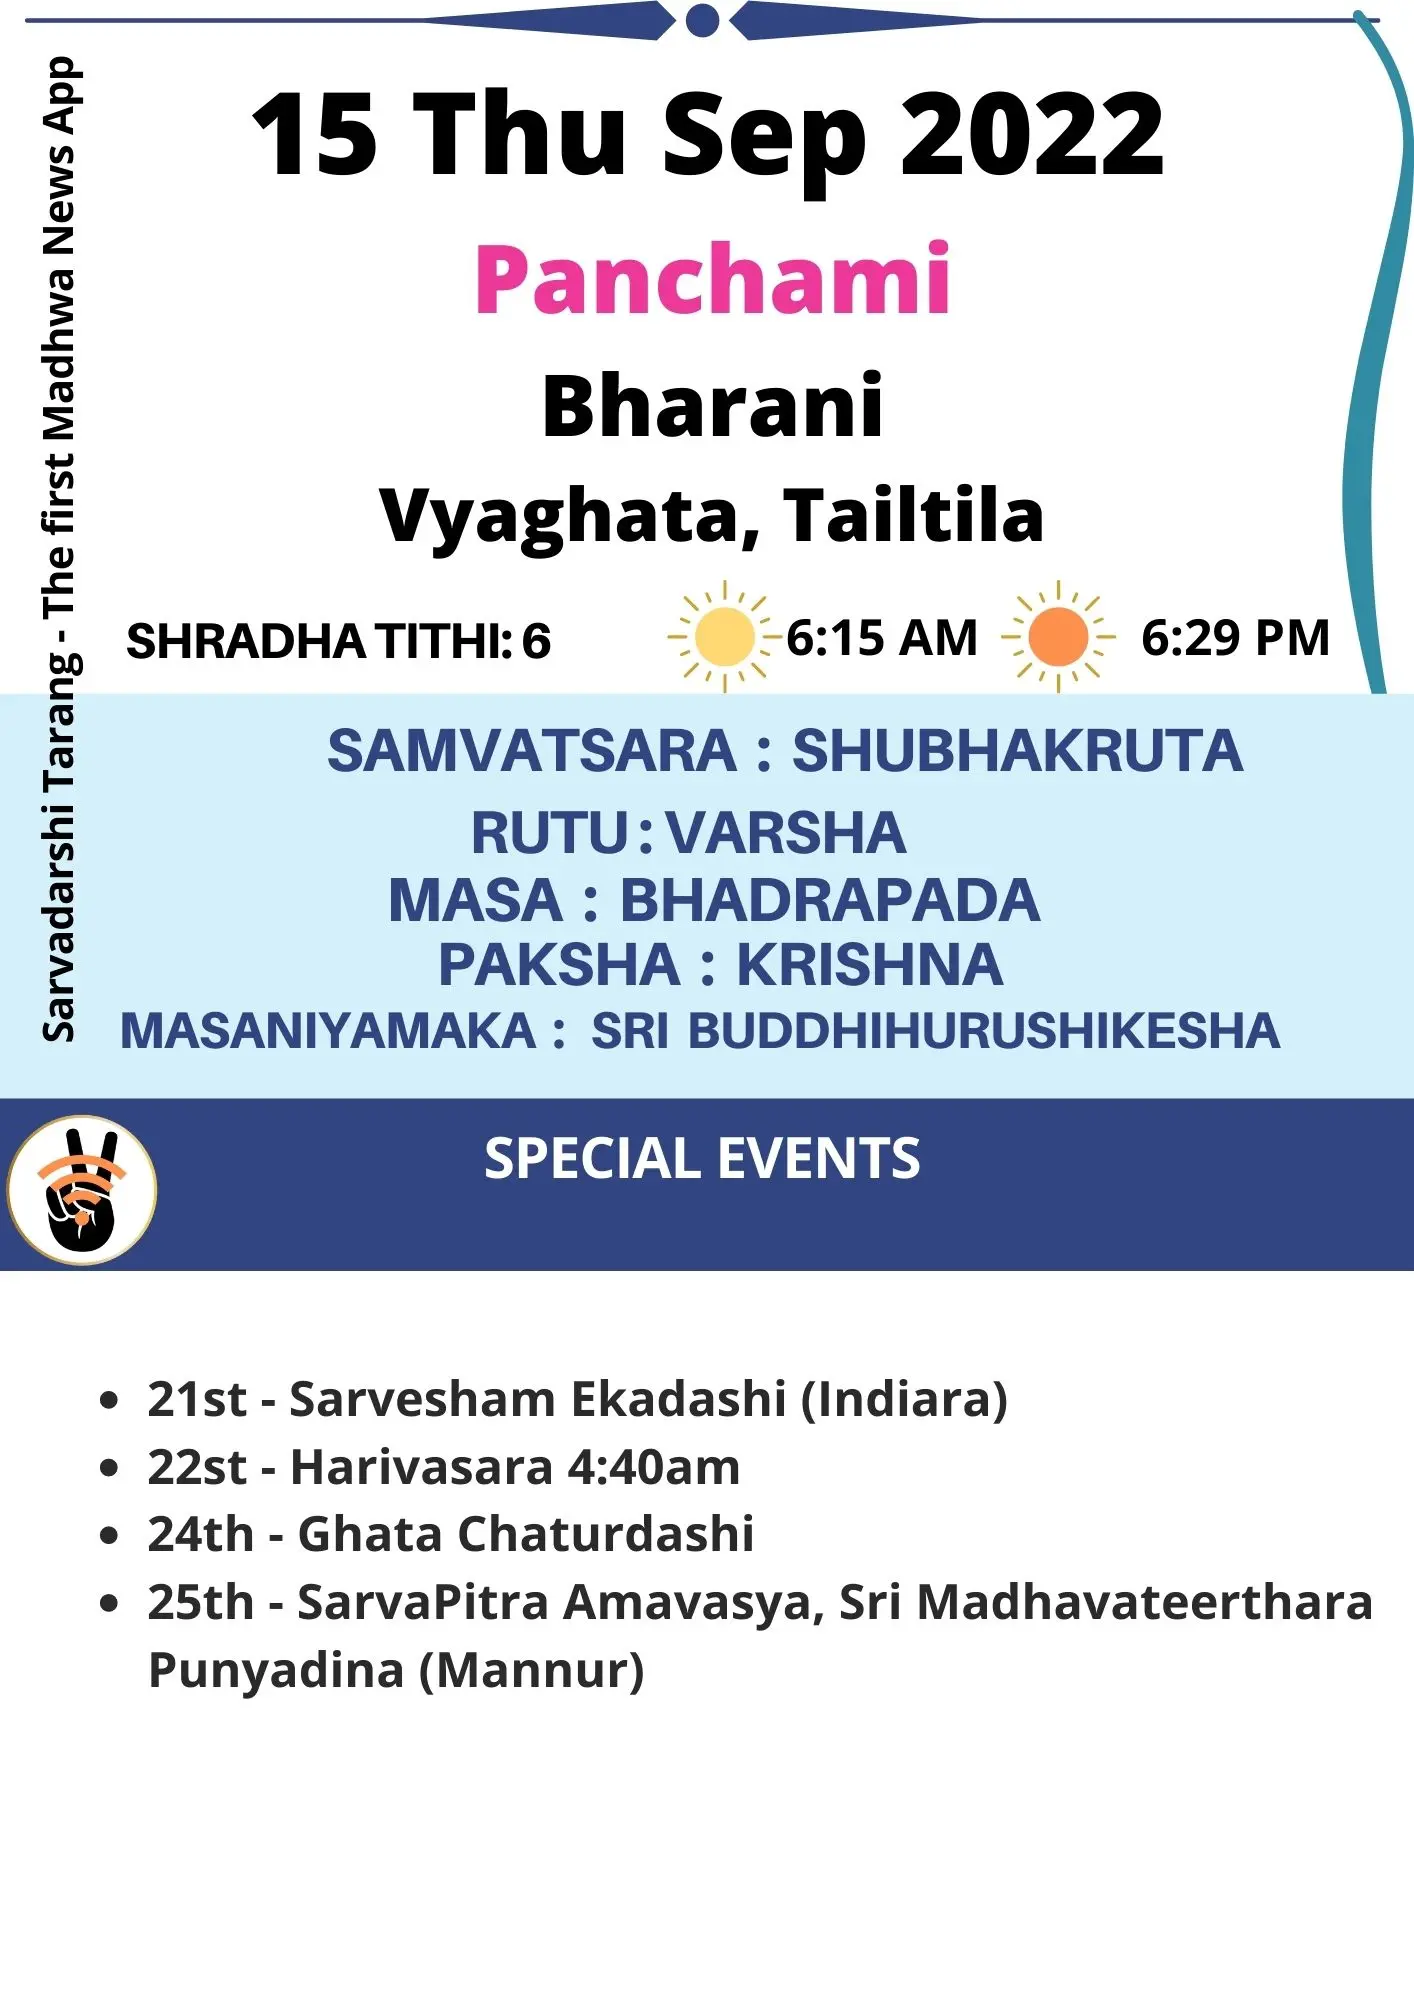 15 Thu Sep 2022
Panchami
Bharani
Vyaghata, Tailtila
SHRADHA TITHI: 6
6:15 AM
6:29 PM
Sarvadarshi Tarang - The first Madhwa News App
SAMVATSARA : SHUBHAKRUTA
RUTU : VARSHA
MASA : BHADRAPADA
PAKSHA : KRISHNA
MASANIYAMAKA : SRI BUDDHIHURUSHIKESHA
SPECIAL EVENTS
• 21st - Sarvesham Ekadashi (Indiara)
• 22st - Harivasara 4:40am
• 24th - Ghata Chaturdashi
• 25th - SarvaPitra Amavasya, Sri Madhavateerthara
Punyadina (Mannur)